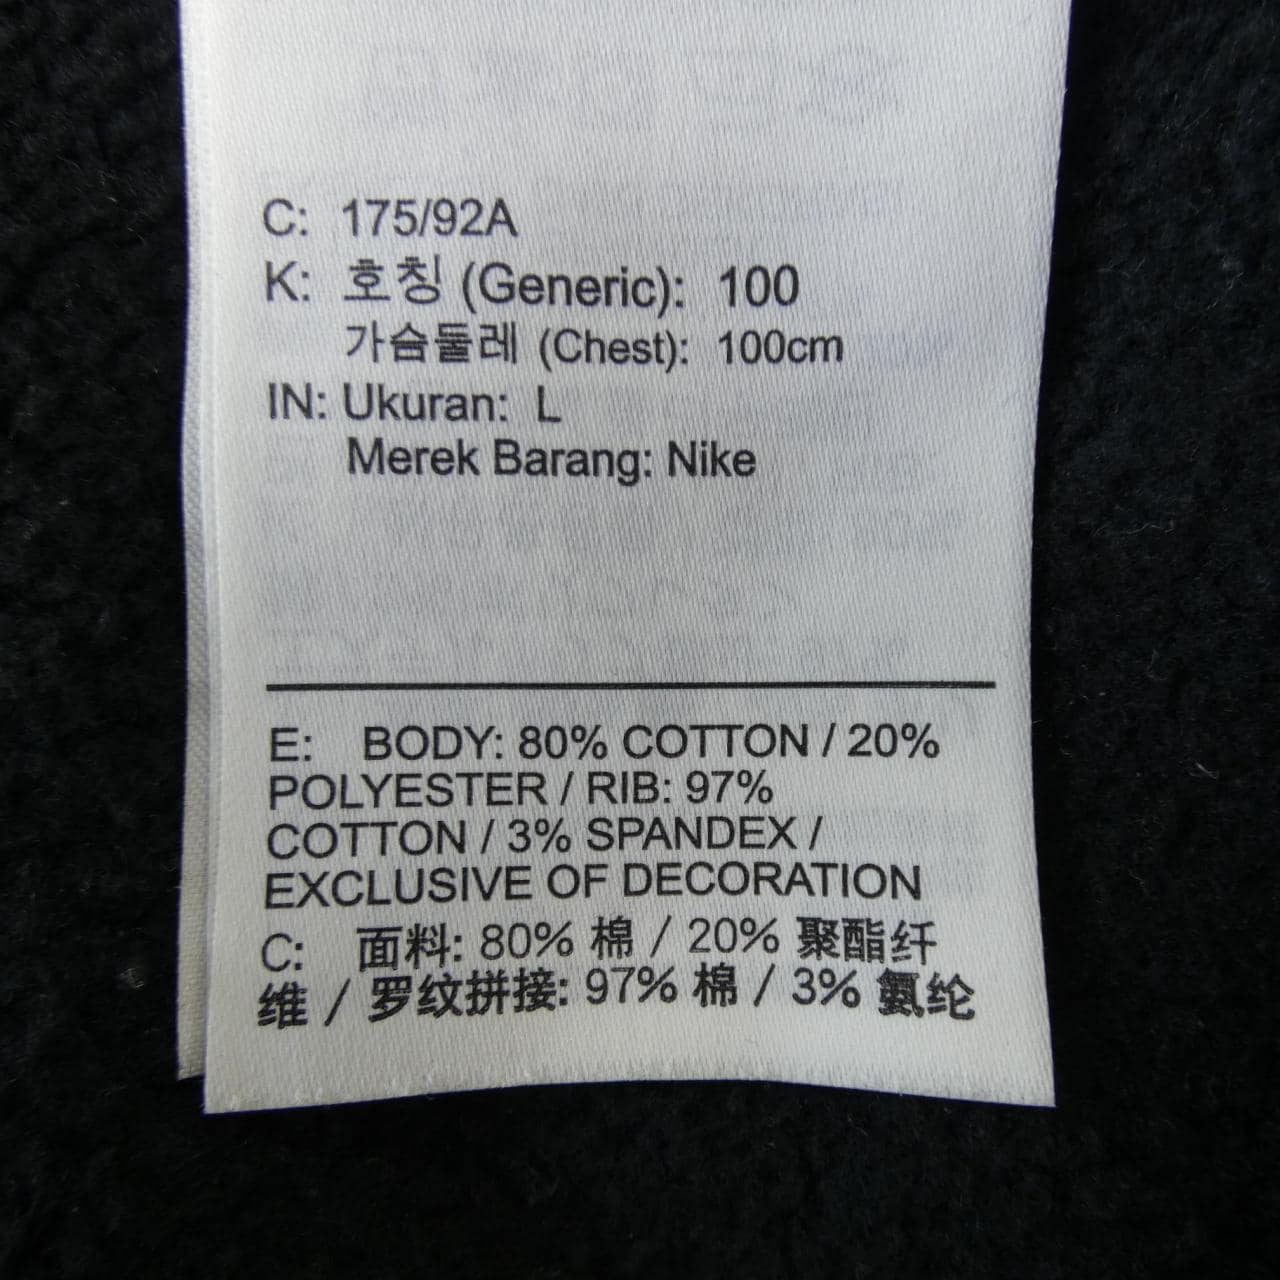 C: 175/92A
K: 호칭 (Generic): 100
가슴둘레 (Chest): 100cm
IN: Ukuran: L
Merek Barang: Nike
E: BODY: 80% COTTON / 20%
POLYESTER / RIB: 97%
COTTON / 3% SPANDEX /
EXCLUSIVE OF DECORATION
C: 面料: 80% 棉 / 20% 聚酯纤
维 / 罗纹拼接: 97% 棉 / 3% 氨纶